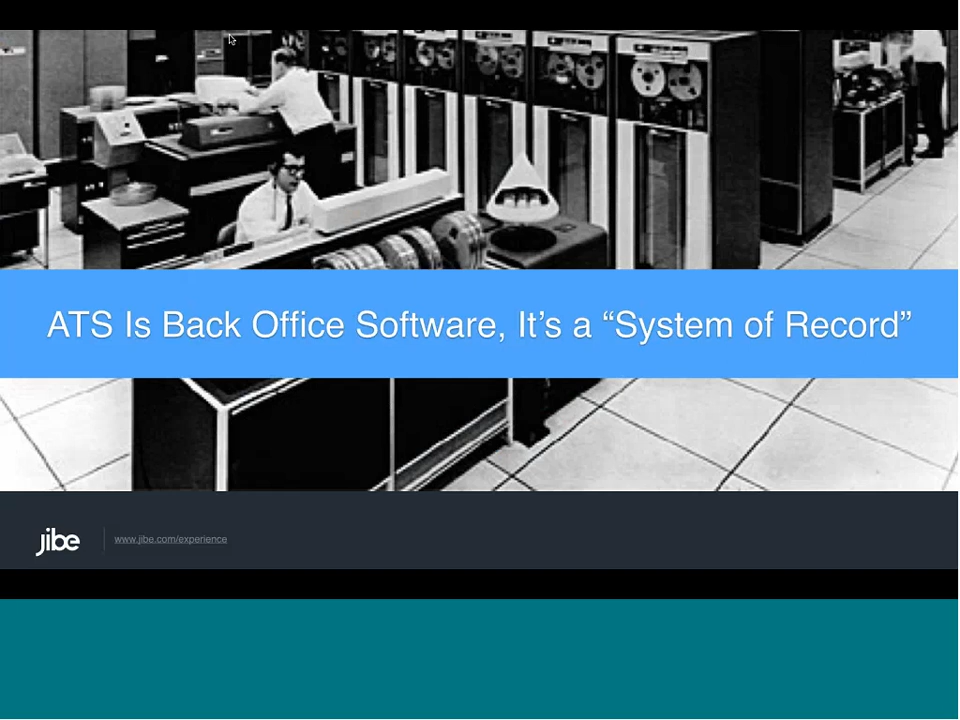 ATS Is Back Office Software, It’s a “System of Record”
jibe
www.jibe.com/experience